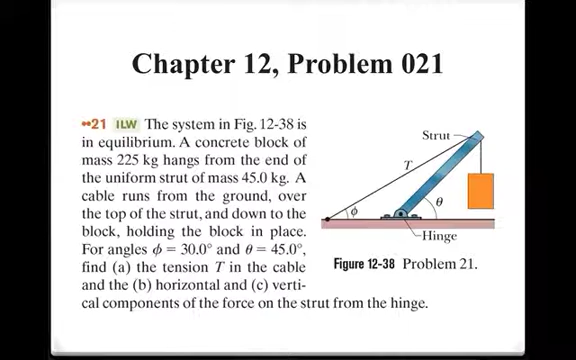 Chapter 12, Problem 021
••21 ILW The system in Fig. 12-38 is
in equilibrium. A concrete block of
mass 225 kg hangs from the end of
the uniform strut of mass 45.0 kg. A
cable runs from the ground, over
the top of the strut, and down to the
block, holding the block in place.
For angles ϕ = 30.0° and θ = 45.0°,
find (a) the tension T in the cable
and the (b) horizontal and (c) verti-
cal components of the force on the strut from the hinge.
Strut
T
θ
ϕ
Hinge
Figure 12-38 Problem 21.